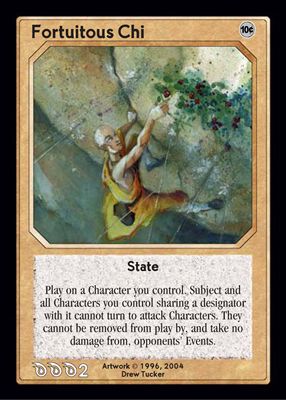 Fortuitous Chi
10¢
State
Play on a Character you control. Subject and
all Characters you control sharing a designator
with it cannot turn to attack Characters. They
cannot be removed from play by, and take no
damage from, opponents' Events.
2
Artwork © 1996, 2004
Drew Tucker